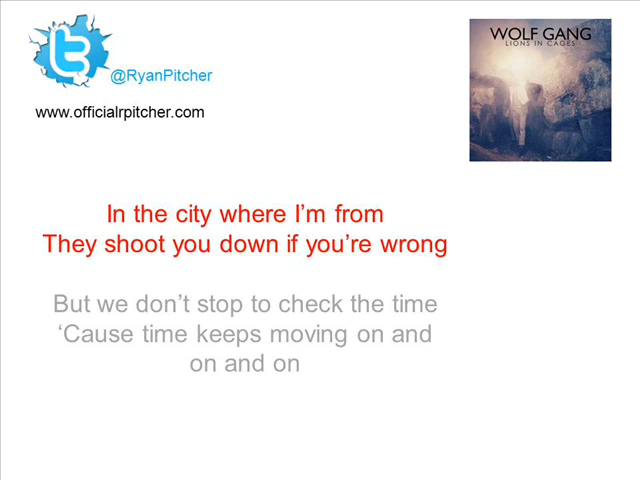 @RyanPitcher
www.officialrpitcher.com
WOLF GANG
LIONS IN CAGES
In the city where I'm from
They shoot you down if you're wrong
But we don't stop to check the time
‘Cause time keeps moving on and
on and on